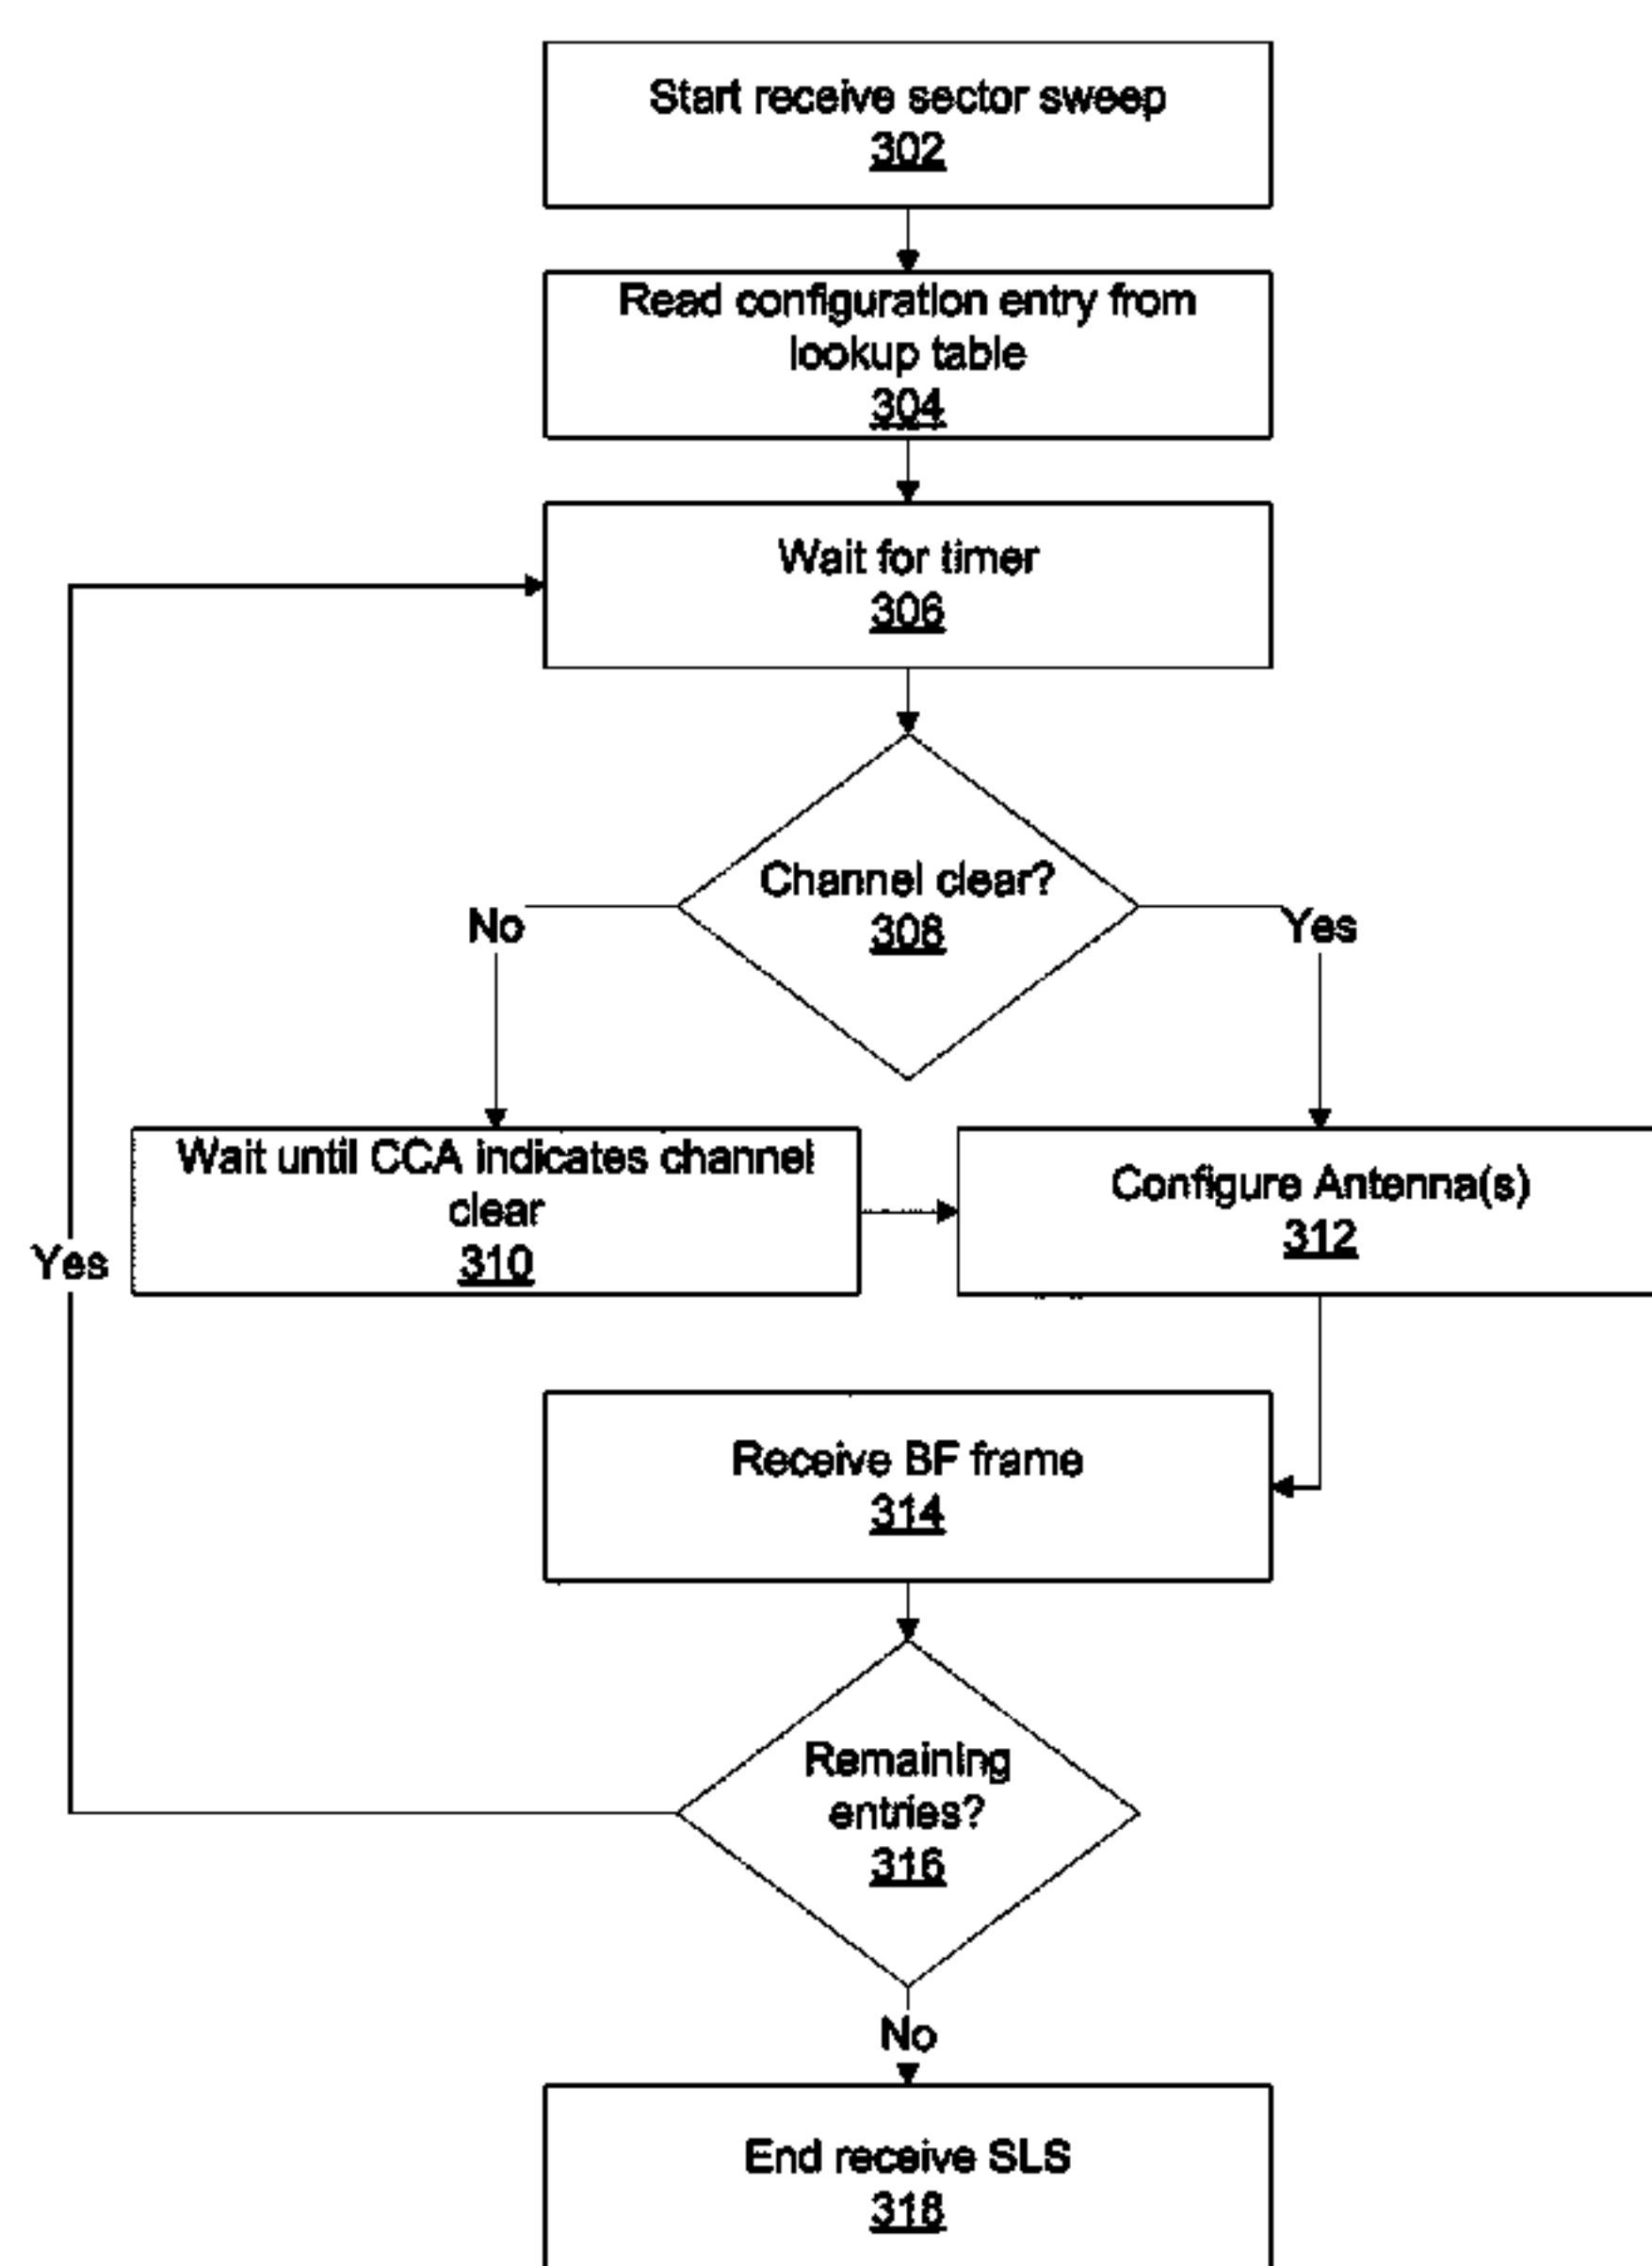 Start receive sector sweep
302
Read configuration entry from
lookup table
304
Wait for timer
306
Channel clear?
308
No
Yes
Wait until CCA indicates channel
clear
310
Configure Antenna(s)
312
Yes
Receive BF frame
314
Remaining
entries?
316
No
End receive SLS
318